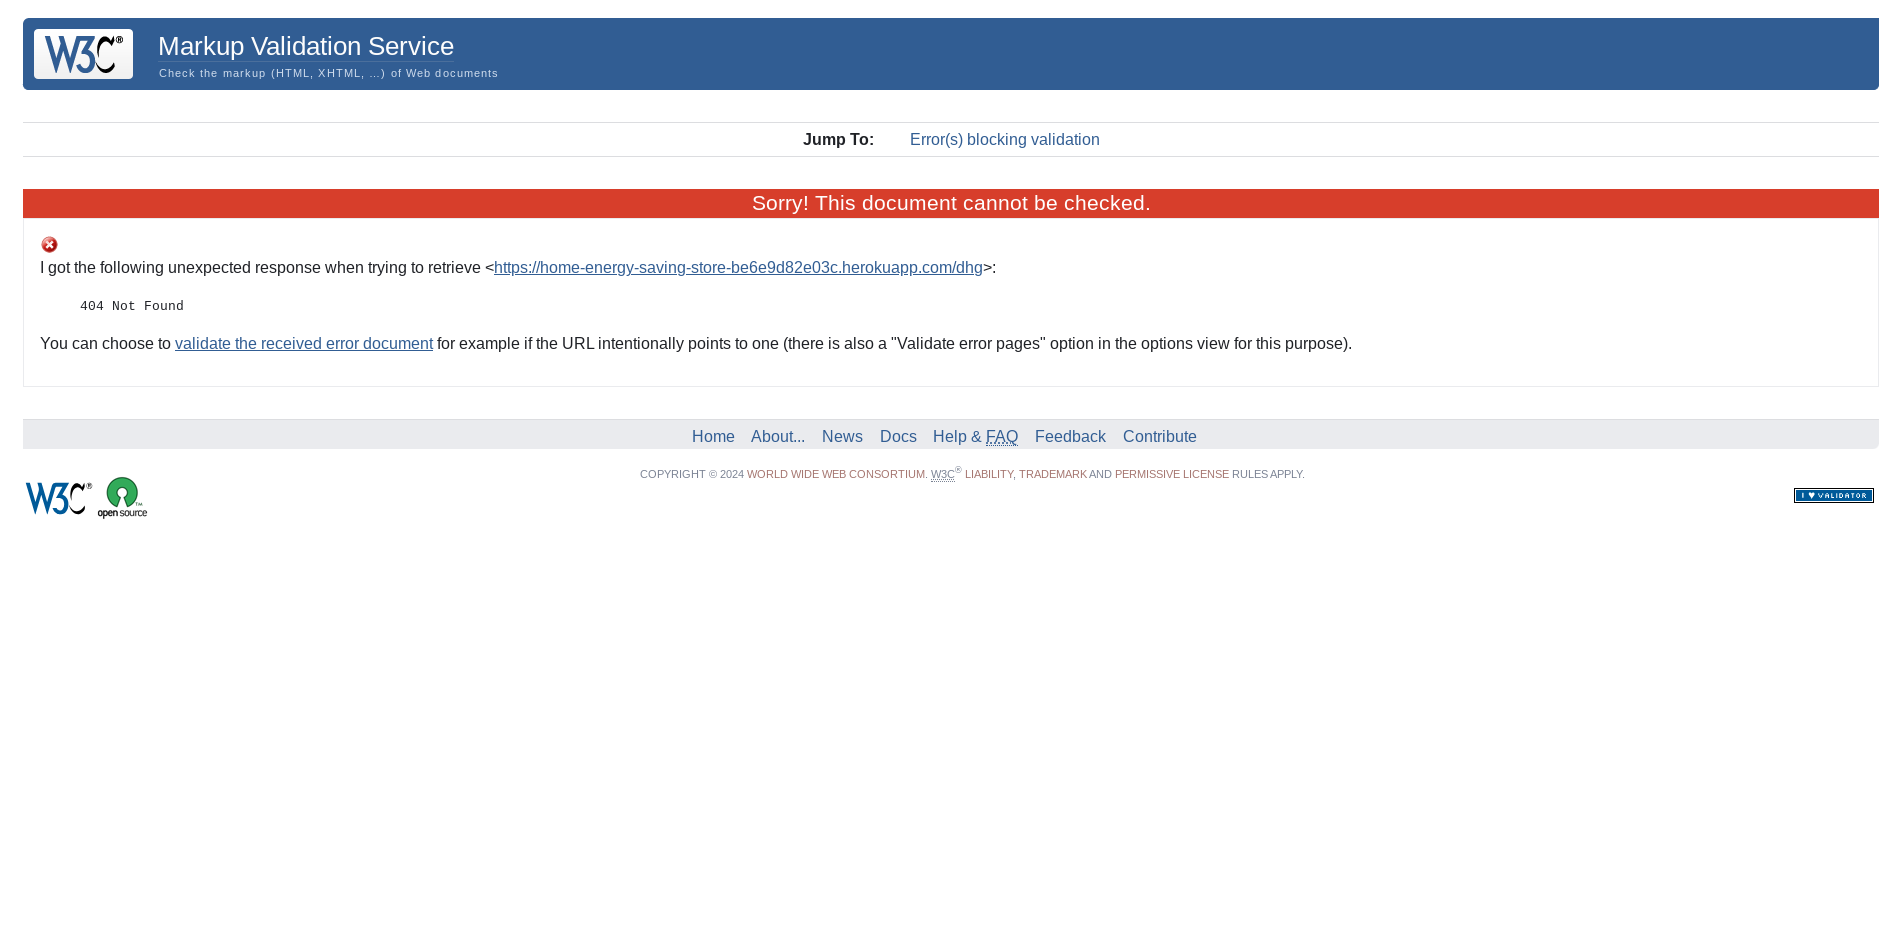 W3C®
Markup Validation Service
Check the markup (HTML, XHTML, …) of Web documents
Jump To: Error(s) blocking validation
Sorry! This document cannot be checked.
I got the following unexpected response when trying to retrieve <https://home-energy-saving-store-be6e9d82e03c.herokuapp.com/dhg>:
404 Not Found
You can choose to validate the received error document for example if the URL intentionally points to one (there is also a "Validate error pages" option in the options view for this purpose).
Home About... News Docs Help & FAQ Feedback Contribute
COPYRIGHT © 2024 WORLD WIDE WEB CONSORTIUM. W3C® LIABILITY, TRADEMARK AND PERMISSIVE LICENSE RULES APPLY.
W3C®
open source™
I ♥ VALIDATOR